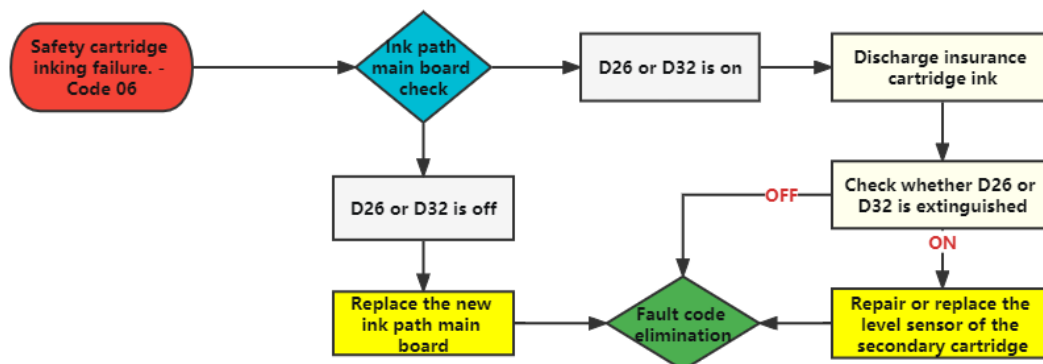 Safety cartridge
inking failure. -
Code 06
Ink path
main board
check
D26 or D32 is on
Discharge insurance
cartridge ink
D26 or D32 is off
OFF
Check whether D26 or
D32 is extinguished
ON
Replace the new
ink path main
board
Fault code
elimination
Repair or replace the
level sensor of the
secondary cartridge